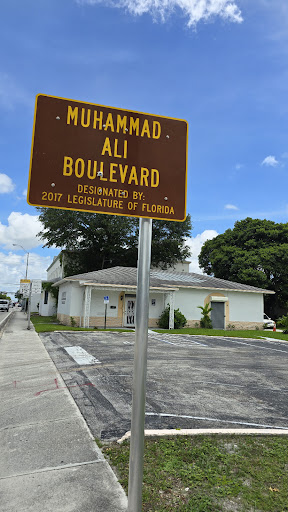 MUHAMMAD
ALI
BOULEVARD
DESIGNATED BY:
2017 LEGISLATURE OF FLORIDA